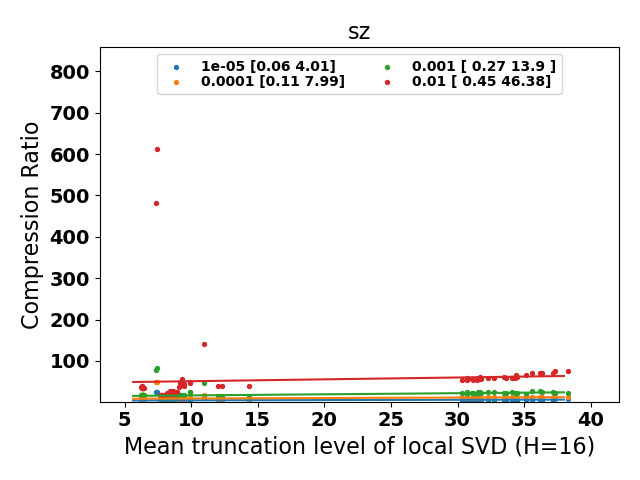 sz
1e-05 [0.06 4.01]
0.0001 [0.11 7.99]
0.001 [ 0.27 13.9 ]
0.01 [ 0.45 46.38]
Compression Ratio
800
700
600
500
400
300
200
100
5 10 15 20 25 30 35 40
Mean truncation level of local SVD (H=16)